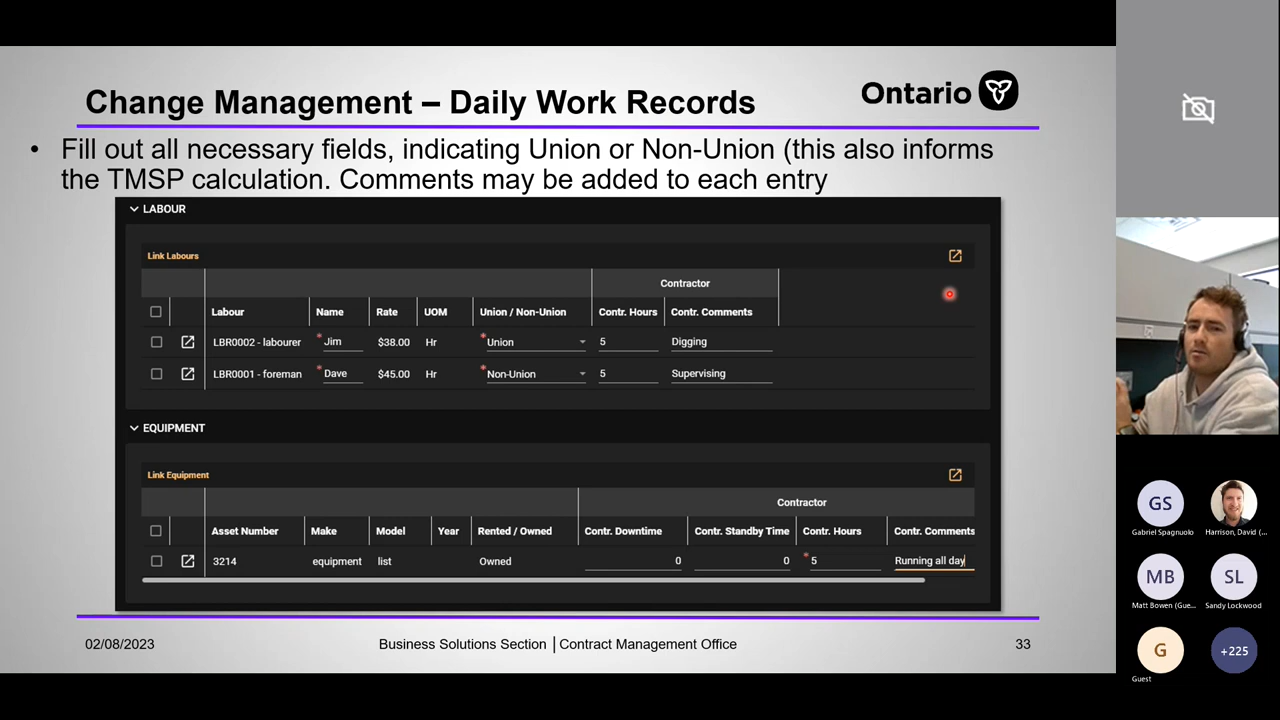 Change Management – Daily Work Records
Ontario
• Fill out all necessary fields, indicating Union or Non-Union (this also informs
the TMSP calculation. Comments may be added to each entry
LABOUR
Link Labours
Contractor
Labour Name Rate UOM Union / Non-Union Contr. Hours Contr. Comments
LBR0002 - labourer * Jim $38.00 Hr * Union 5 Digging
LBR0001 - foreman * Dave $45.00 Hr * Non-Union 5 Supervising
EQUIPMENT
Link Equipment
Contractor
Asset Number Make Model Year Rented / Owned Contr. Downtime Contr. Standby Time Contr. Hours Contr. Comments
3214 equipment list Owned 0 0 * 5 Running all day
02/08/2023 Business Solutions Section | Contract Management Office 33
GS
Gabriel Spagnuolo Harrison, David (...
MB SL
Matt Bowen (Gue... Sandy Lockwood
G +225
Guest